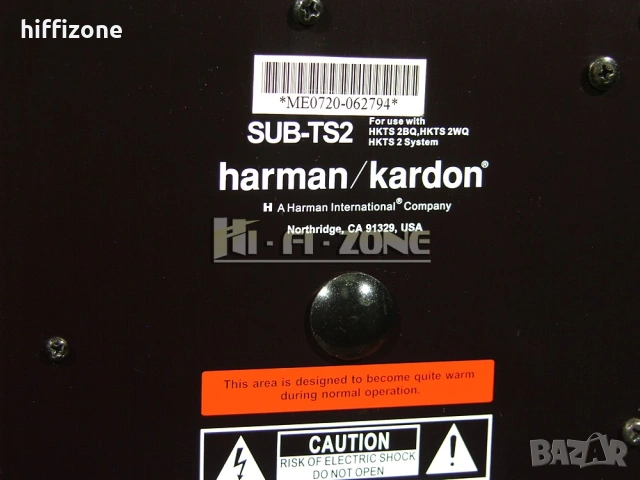 hiffizone
*ME0720-062794*
SUB-TS2
For use with
HKTS 2BQ,HKTS 2WQ
HKTS 2 System
harman/kardon®
H A Harman International® Company
Northridge, CA 91329, USA
Hi-Fi-ZONE
This area is designed to become quite warm
during normal operation.
CAUTION
RISK OF ELECTRIC SHOCK
DO NOT OPEN
BAZAR